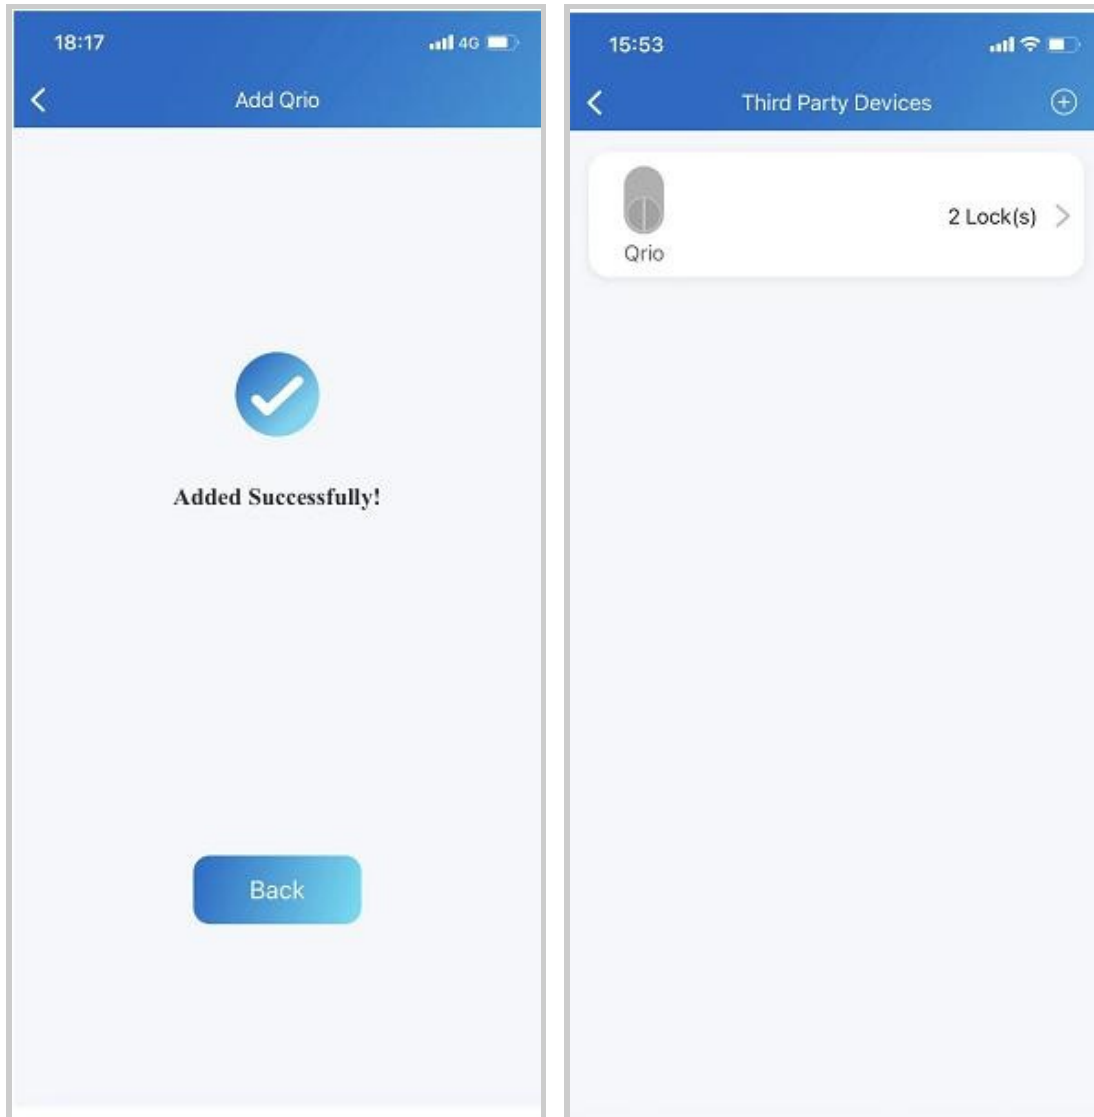 18:17
4G
Add Qrio
Added Successfully!
Back
15:53
Third Party Devices
2 Lock(s)
Qrio